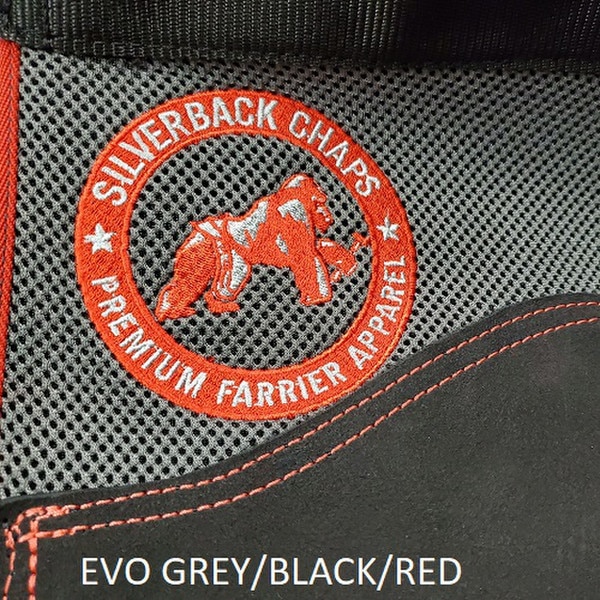 SILVERBACK CHAPS
PREMIUM FARRIER APPAREL
EVO GREY/BLACK/RED